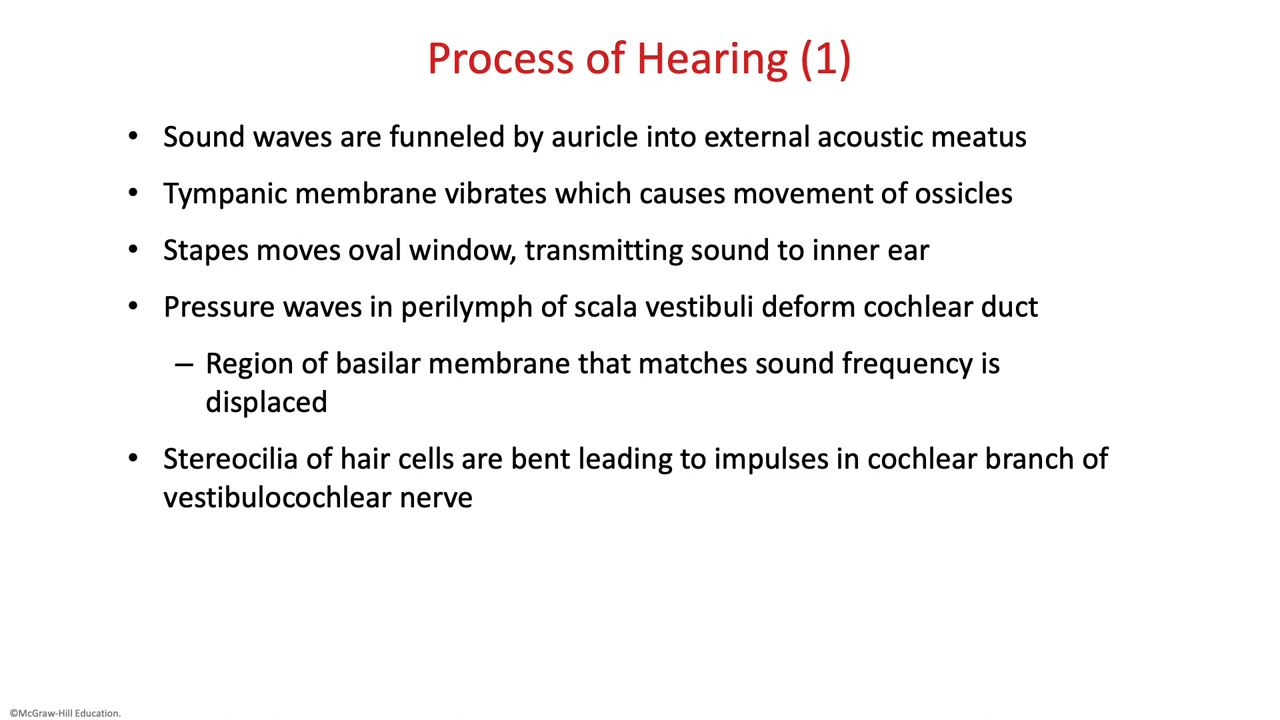 Process of Hearing (1)
• Sound waves are funneled by auricle into external acoustic meatus
• Tympanic membrane vibrates which causes movement of ossicles
• Stapes moves oval window, transmitting sound to inner ear
• Pressure waves in perilymph of scala vestibuli deform cochlear duct
– Region of basilar membrane that matches sound frequency is
displaced
• Stereocilia of hair cells are bent leading to impulses in cochlear branch of
vestibulocochlear nerve
©McGraw-Hill Education.